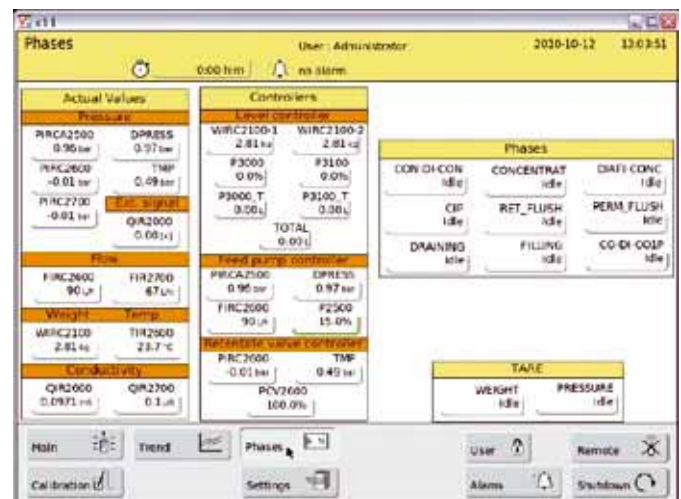 Phases
User : Administrator
2010-10-12
13:03:51
0:00 h:m
no alarm
Actual Values
Pressure
PIRCA2500
DPRESS
0.96 bar
0.97 bar
PIRC2600
TMP
-0.01 bar
0.49 bar
PIRC2700
Ext. signal
-0.01 bar
QIR2000
0.00
Flow
FIRC2600
FIR2700
90 L/h
67 L/h
Weight
Temp
WIRC2100
TIR2600
2.81 kg
23.7 °C
Conductivity
QIR2600
QIR2700
0.0971
0.1
Controllers
Level controller
WIRC2100-1
WIRC2100-2
2.81 kg
2.81 kg
P3000
P3100
0.0%
0.0%
P3000_T
P3100_T
0.00 L
0.00 L
TOTAL
0.00 L
Feed pump controller
PIRCA2500
DPRESS
0.96 bar
0.97 bar
FIRC2600
P2500
90 L/h
15.0%
Retentate valve controller
PIRC2600
TMP
-0.01 bar
0.49 bar
PCV2600
100.0%
Phases
CON-DI-CON
CONCENTRAT
DIAFI-CONC
Idle
Idle
Idle
CIP
RET_FLUSH
PERM_FLUSH
Idle
Idle
Idle
DRAINING
FILLING
CO-DI-CO1P
Idle
Idle
Idle
TARE
WEIGHT
PRESSURE
Idle
Idle
Main
Trend
Phases
User
Remote
Calibration
Settings
Alarms
Shutdown